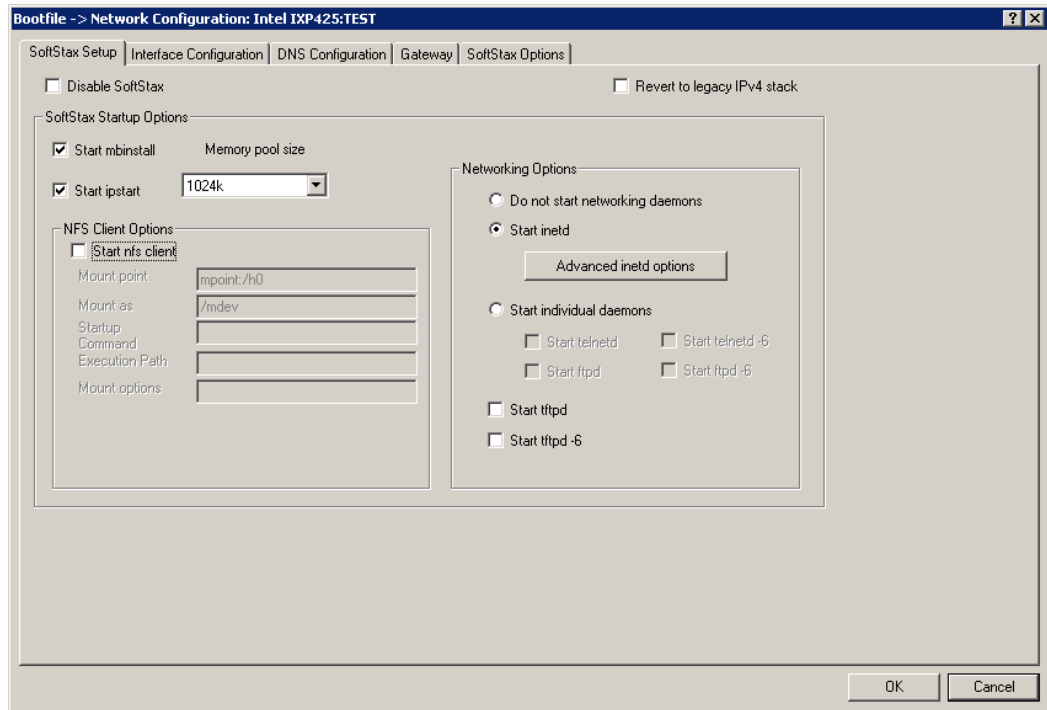 Bootfile -> Network Configuration: Intel IXP425:TEST
SoftStax Setup Interface Configuration DNS Configuration Gateway SoftStax Options
Disable SoftStax Revert to legacy IPv4 stack
SoftStax Startup Options
Start mbinstall Memory pool size
Start ipstart 1024k
NFS Client Options
Start nfs client
Mount point mpoint:/h0
Mount as /mdev
Startup
Command
Execution Path
Mount options
Networking Options
Do not start networking daemons
Start inetd
Advanced inetd options
Start individual daemons
Start telnetd Start telnetd -6
Start ftpd Start ftpd -6
Start tftpd
Start tftpd -6
OK Cancel